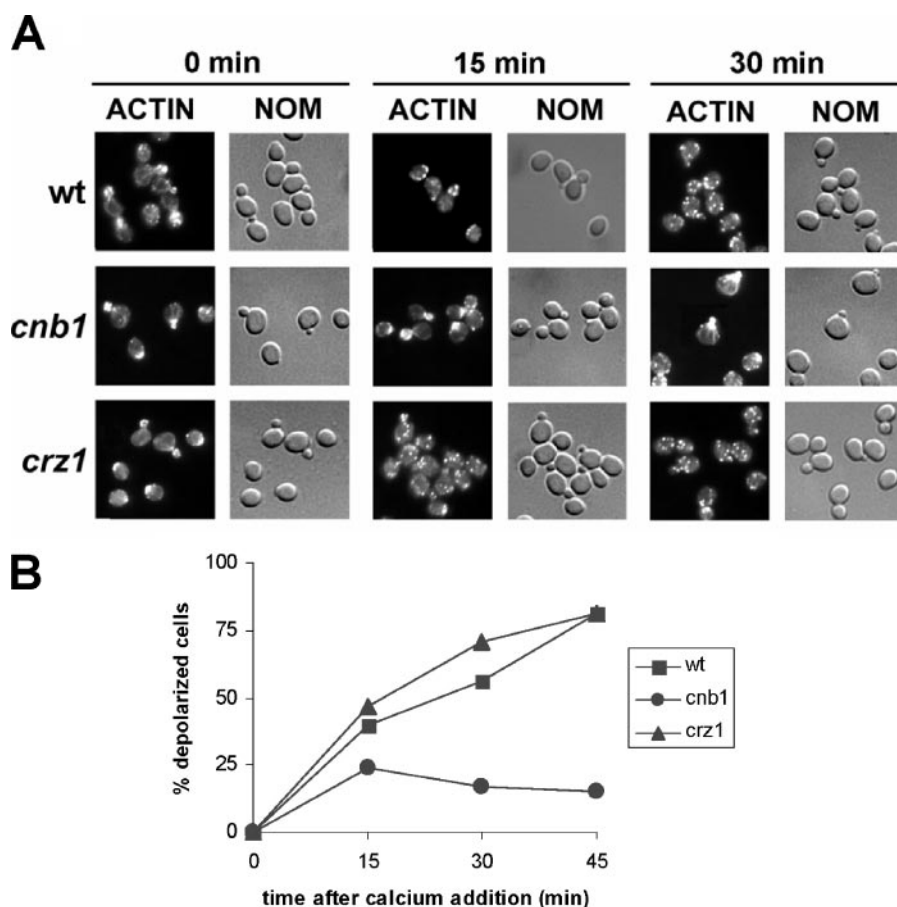 A
0 min 15 min 30 min
ACTIN NOM ACTIN NOM ACTIN NOM
wt
cnb1
crz1
B
100
75
50
25
0
% depolarized cells
0 15 30 45
time after calcium addition (min)
wt
cnb1
crz1